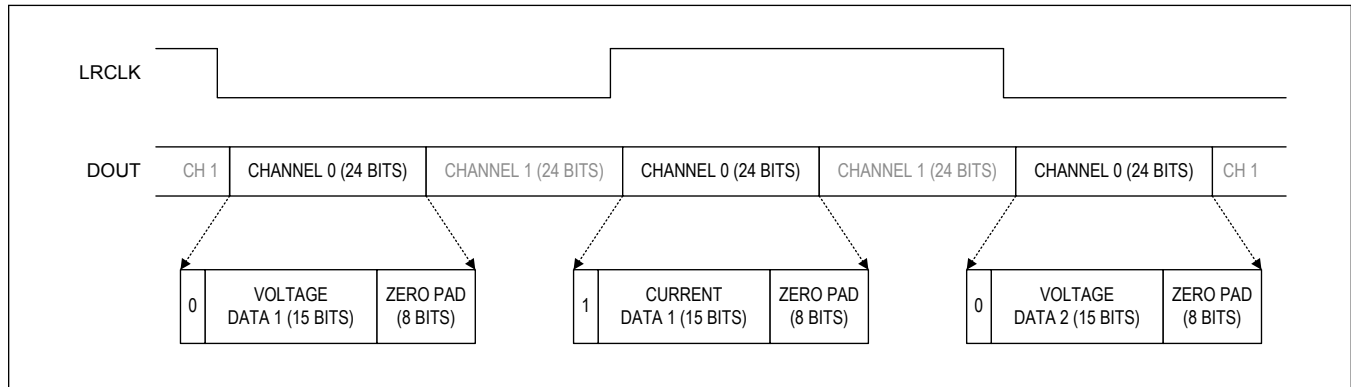 LRCLK
DOUT
CH 1
CHANNEL 0 (24 BITS)
CHANNEL 1 (24 BITS)
CHANNEL 0 (24 BITS)
CHANNEL 1 (24 BITS)
CHANNEL 0 (24 BITS)
CH 1
0
VOLTAGE
DATA 1 (15 BITS)
ZERO PAD
(8 BITS)
1
CURRENT
DATA 1 (15 BITS)
ZERO PAD
(8 BITS)
0
VOLTAGE
DATA 2 (15 BITS)
ZERO PAD
(8 BITS)